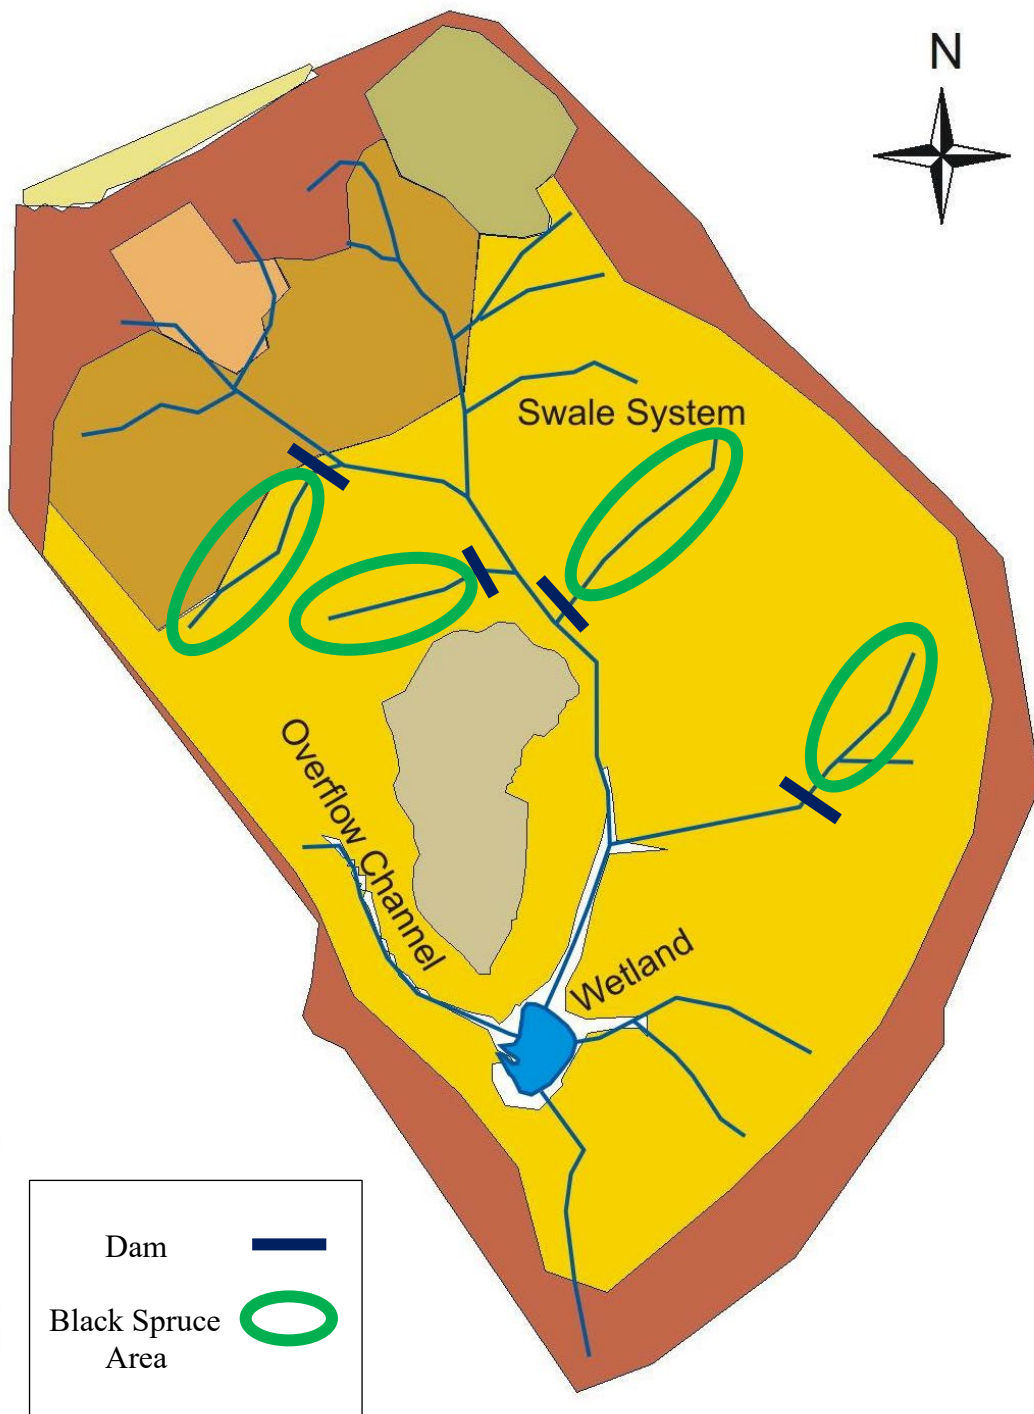 N
Swale System
Overflow Channel
Wetland
Dam
Black Spruce
Area